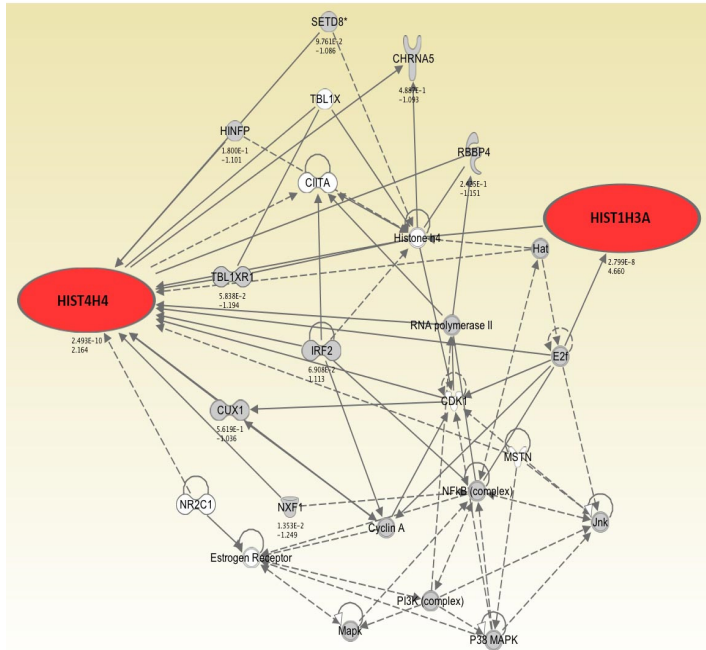 SETD8*
9.761E-2
-1.086
CHRNA5
4.887E-1
-1.093
TBL1X
HINFP
1.800E-1
-1.101
RBBP4
-1.151
CIITA
HIST1H3A
Histone h4
Hat
2.799E-8
4.660
TBL1XR1
5.838E-2
-1.194
HIST4H4
2.493E-10
2.164
RNA polymerase II
IRF2
6.908E-2
-1.113
E2f
CDK1
CUX1
5.619E-1
-1.036
MSTN
NFkB (complex)
NR2C1
NXF1
1.353E-2
-1.249
Cyclin A
Jnk
Estrogen Receptor
PI3K (complex)
Mapk
P38 MAPK